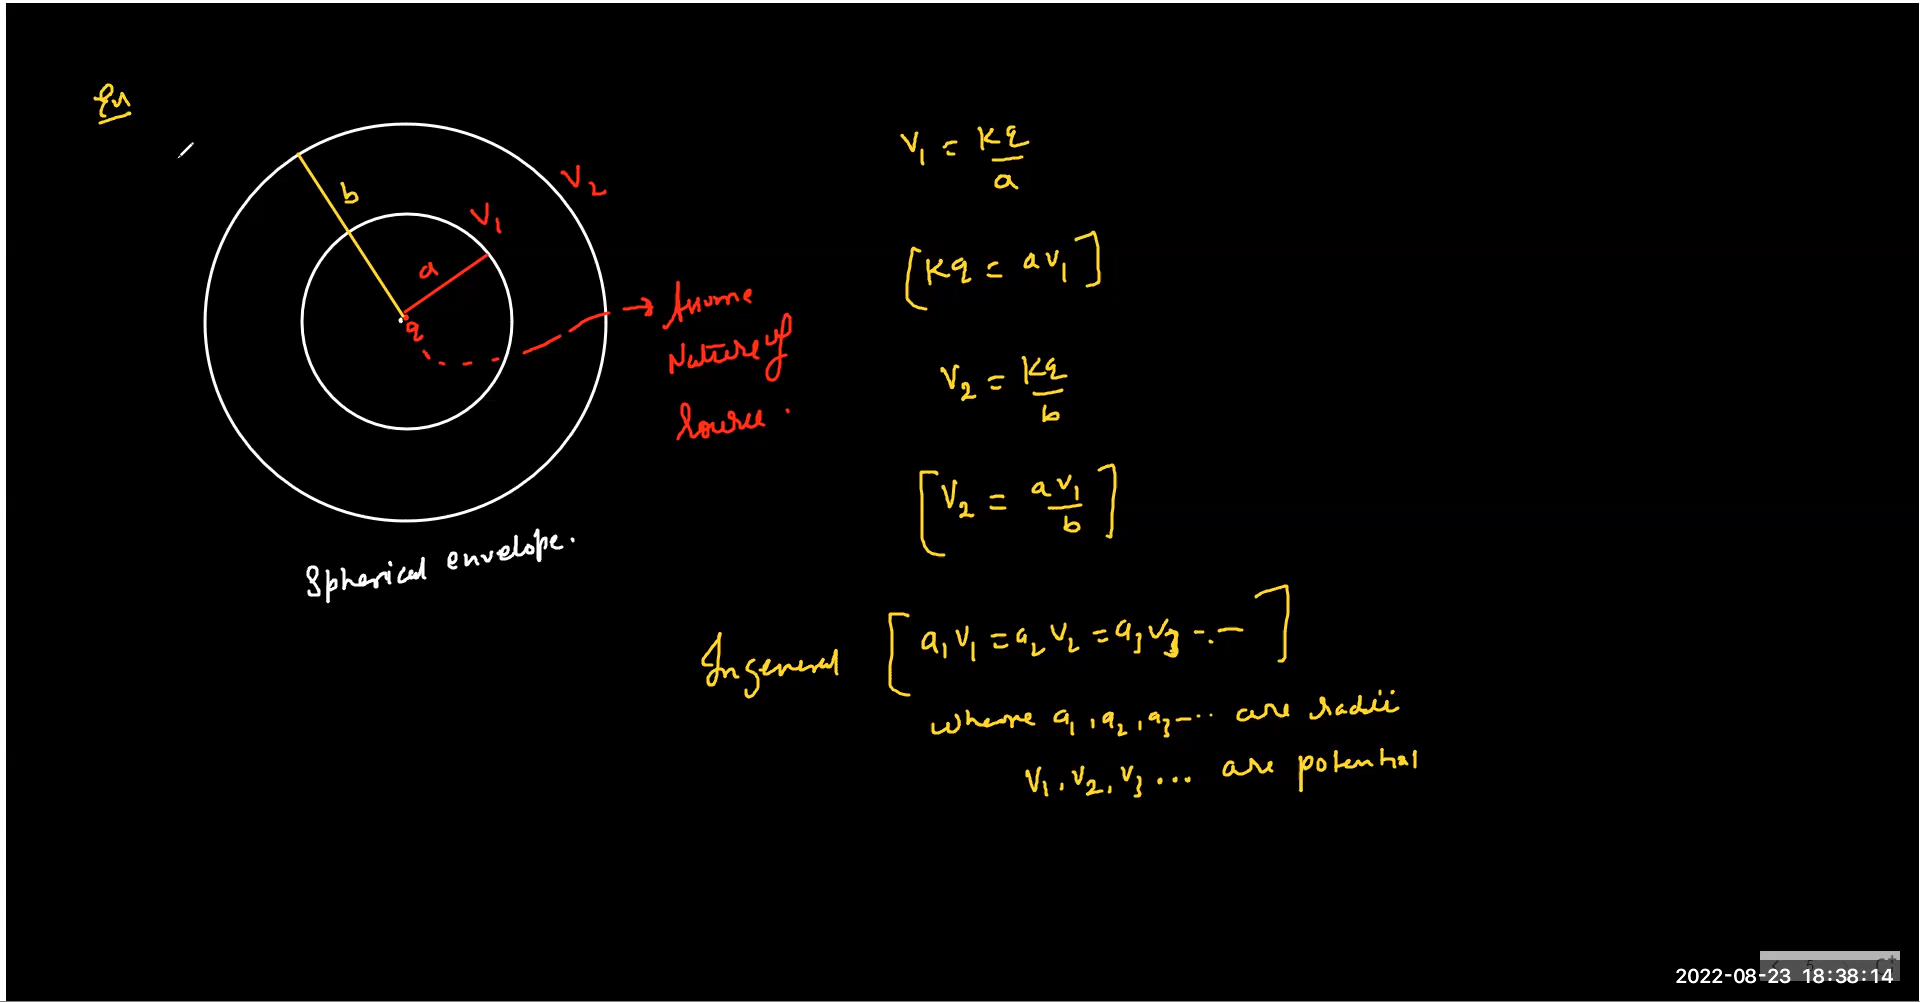 Ex
b
V2
V1
a
q
Assume
Nature of
Source.
Spherical envelope.
V1 = Kq/a
[Kq = aV1]
V2 = Kq/b
[V2 = aV1/b]
In general [a1V1 = a2V2 = a3V3 -.-]
where a1, a2, a3-... are radii
V1, V2, V3 ... are potential
2022-08-23 18:38:14